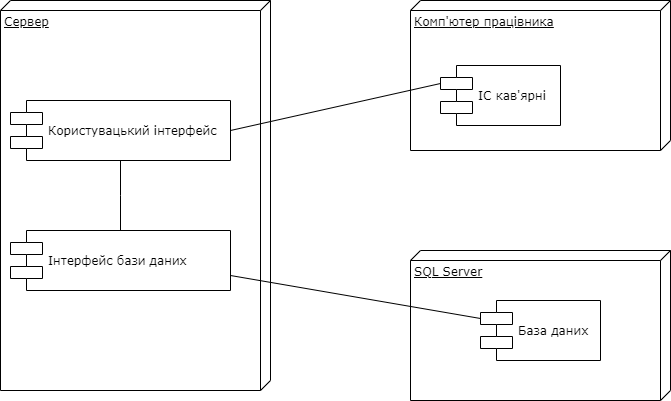 Сервер
Користувацький інтерфейс
Інтерфейс бази даних
Комп'ютер працівника
ІС кав'ярні
SQL Server
База даних